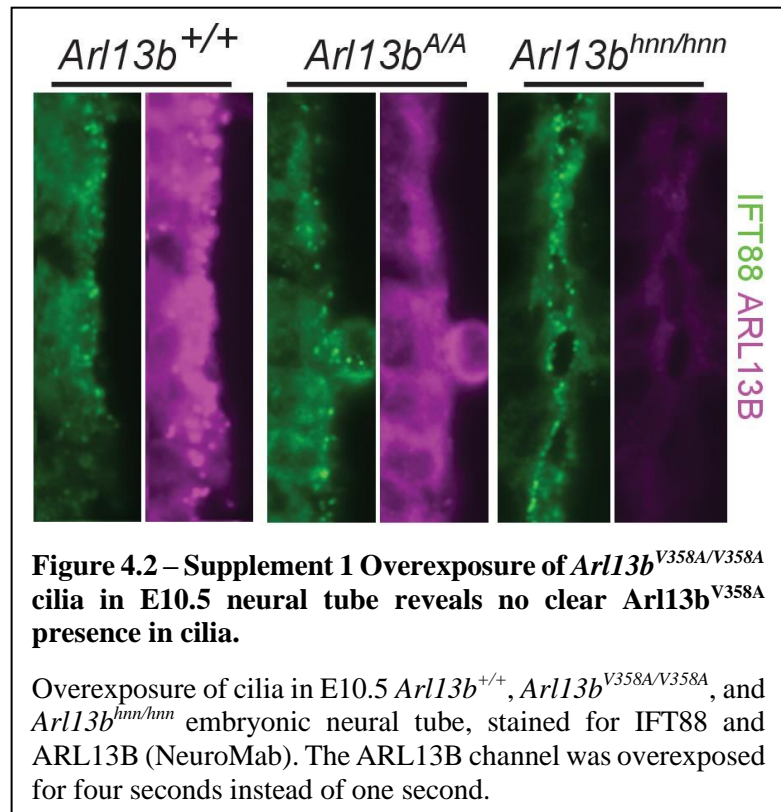 Arl13b+/+ Arl13bA/A Arl13bhnn/hnn
IFT88 ARL13B
Figure 4.2 – Supplement 1 Overexposure of Arl13bV358A/V358A
cilia in E10.5 neural tube reveals no clear Arl13bV358A
presence in cilia.
Overexposure of cilia in E10.5 Arl13b+/+, Arl13bV358A/V358A, and
Arl13bhnn/hnn embryonic neural tube, stained for IFT88 and
ARL13B (NeuroMab). The ARL13B channel was overexposed
for four seconds instead of one second.